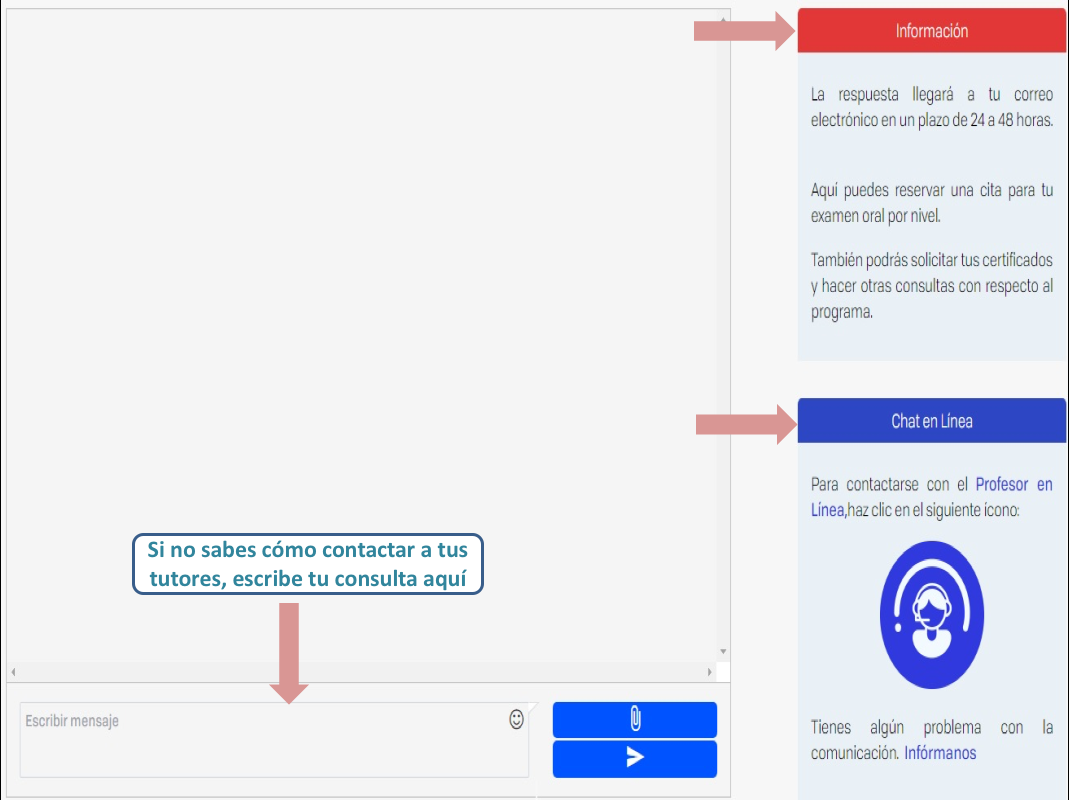 Información
La respuesta llegará a tu correo
electrónico en un plazo de 24 a 48 horas.
Aquí puedes reservar una cita para tu
examen oral por nivel.
También podrás solicitar tus certificados
y hacer otras consultas con respecto al
programa.
Chat en Línea
Para contactarse con el Profesor en
Línea,haz clic en el siguiente ícono:
Tienes algún problema con la
comunicación. Infórmanos
Si no sabes cómo contactar a tus
tutores, escribe tu consulta aquí
Escribir mensaje